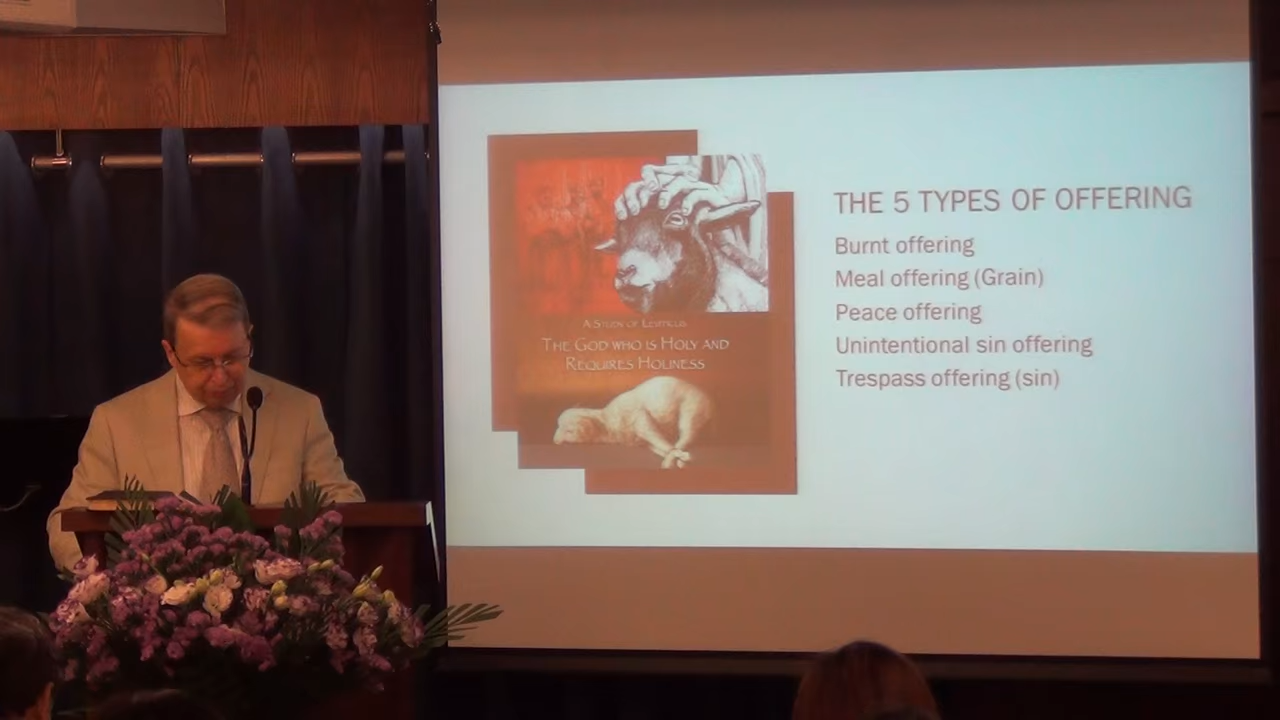 A STUDY OF LEVITICUS
THE GOD WHO IS HOLY AND
REQUIRES HOLINESS
THE 5 TYPES OF OFFERING
Burnt offering
Meal offering (Grain)
Peace offering
Unintentional sin offering
Trespass offering (sin)